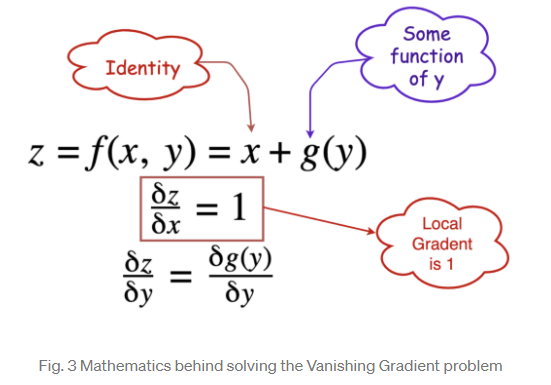 Some
function
of y
Identity
z = f(x, y) = x + g(y)
δz/δx = 1
Local
Gradent
is 1
δz/δy = δg(y)/δy
Fig. 3 Mathematics behind solving the Vanishing Gradient problem